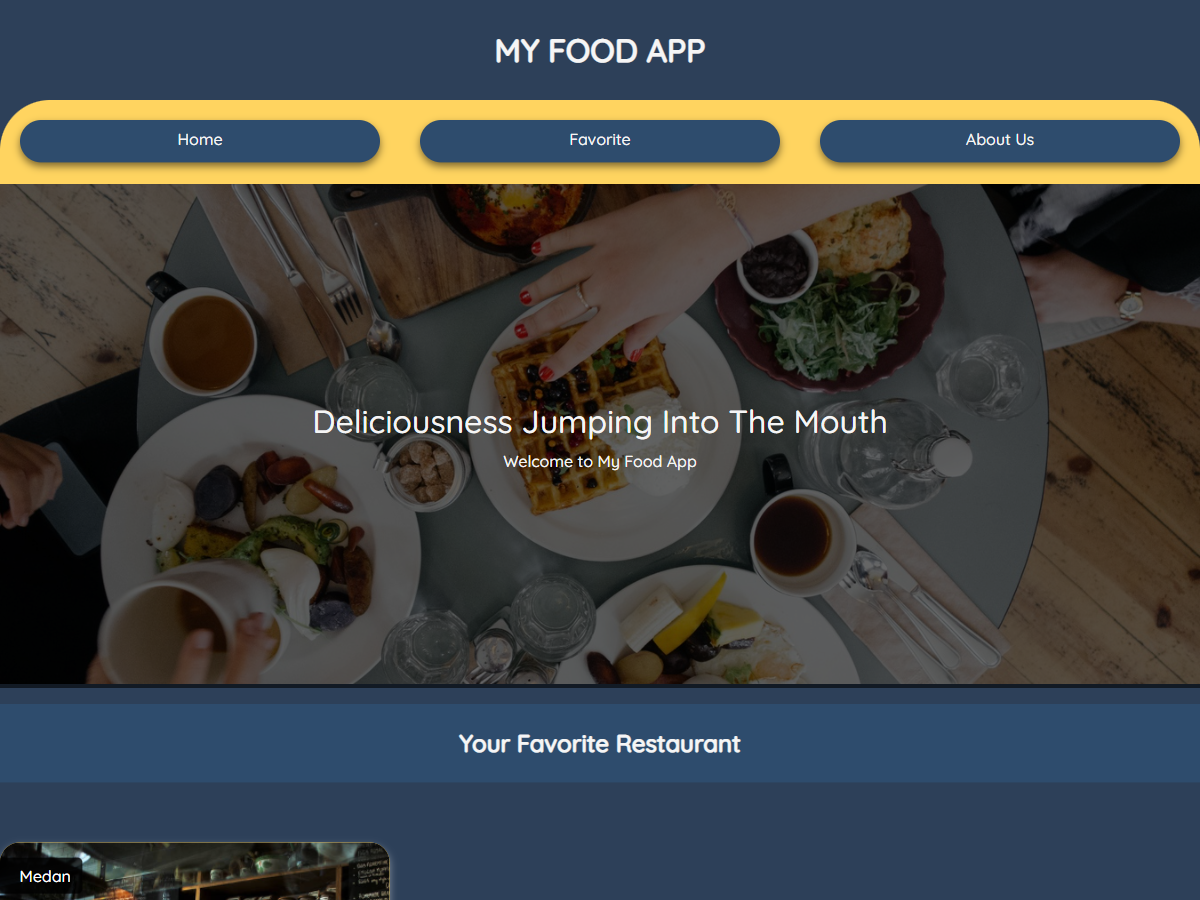 MY FOOD APP
Home
Favorite
About Us
Deliciousness Jumping Into The Mouth
Welcome to My Food App
Your Favorite Restaurant
Medan